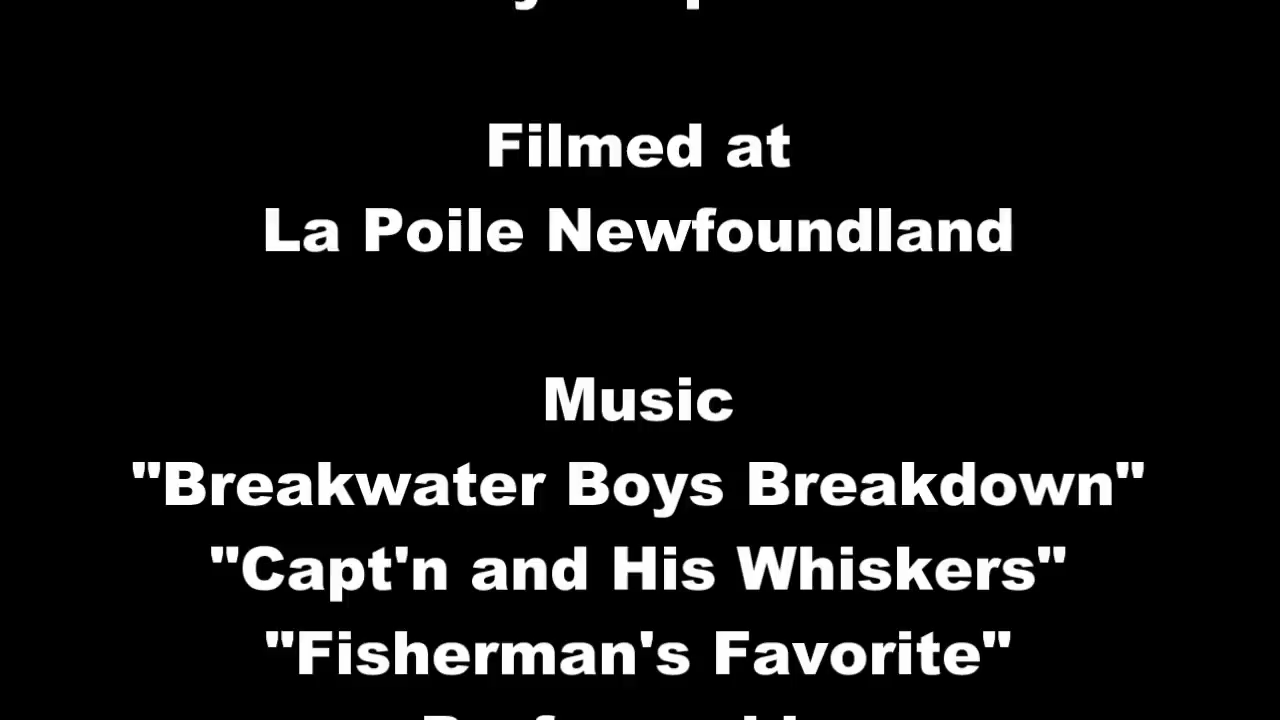 Filmed at
La Poile Newfoundland
Music
"Breakwater Boys Breakdown"
"Capt'n and His Whiskers"
"Fisherman's Favorite"